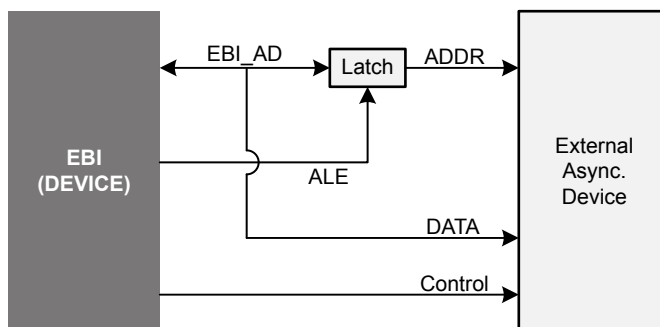 EBI_AD
Latch
ADDR
EBI
(DEVICE)
ALE
External
Async.
Device
DATA
Control